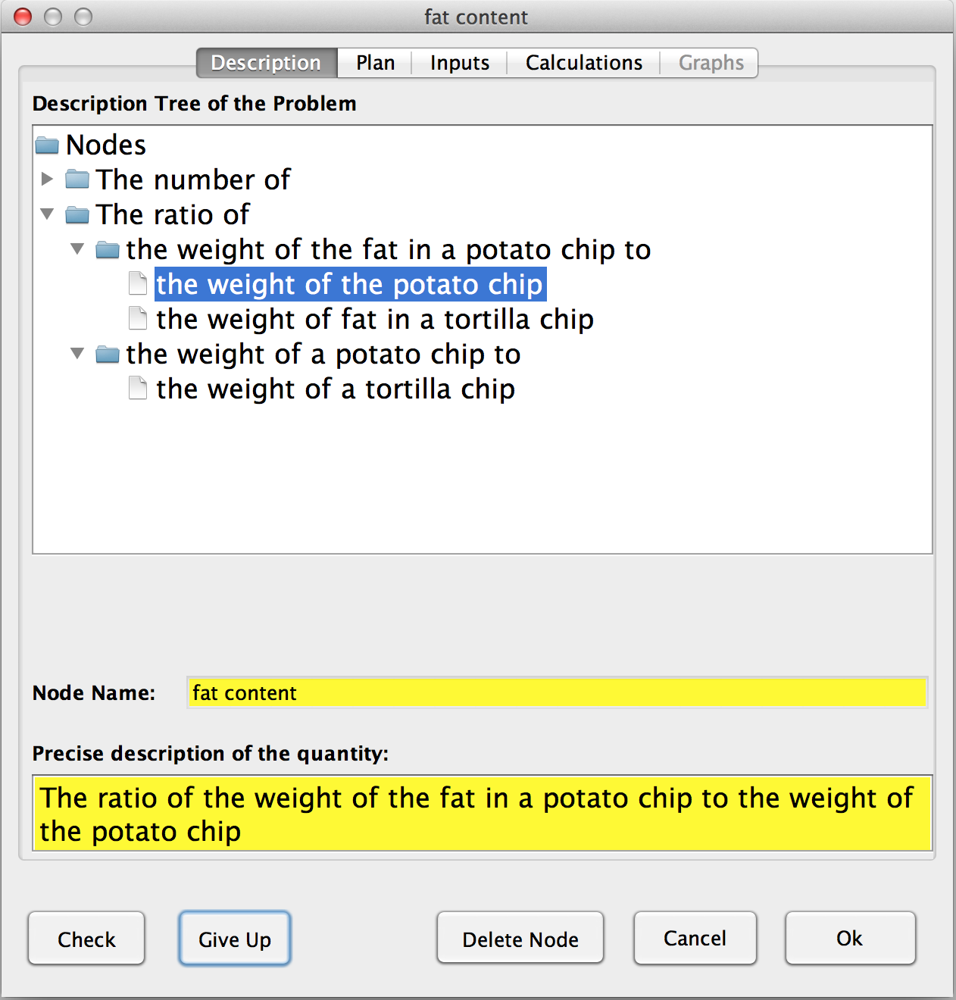 fat content
Description Plan Inputs Calculations Graphs
Description Tree of the Problem
Nodes
The number of
The ratio of
the weight of the fat in a potato chip to
the weight of the potato chip
the weight of fat in a tortilla chip
the weight of a potato chip to
the weight of a tortilla chip
Node Name: fat content
Precise description of the quantity:
The ratio of the weight of the fat in a potato chip to the weight of
the potato chip
Check Give Up Delete Node Cancel Ok